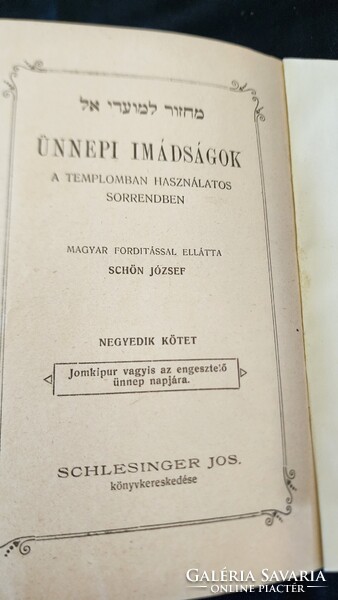 מחזור למועדי אל
ÜNNEPI IMÁDSÁGOK
A TEMPLOMBAN HASZNÁLATOS
SORRENDBEN
MAGYAR FORDITÁSSAL ELLÁTTA
SCHÖN JÓZSEF
NEGYEDIK KÖTET
Jomkipur vagyis az engesztelő
ünnep napjára.
SCHLESINGER JOS.
könyvkereskedése
GALÉRIA SAVARIA
ONLINE PIACTÉR